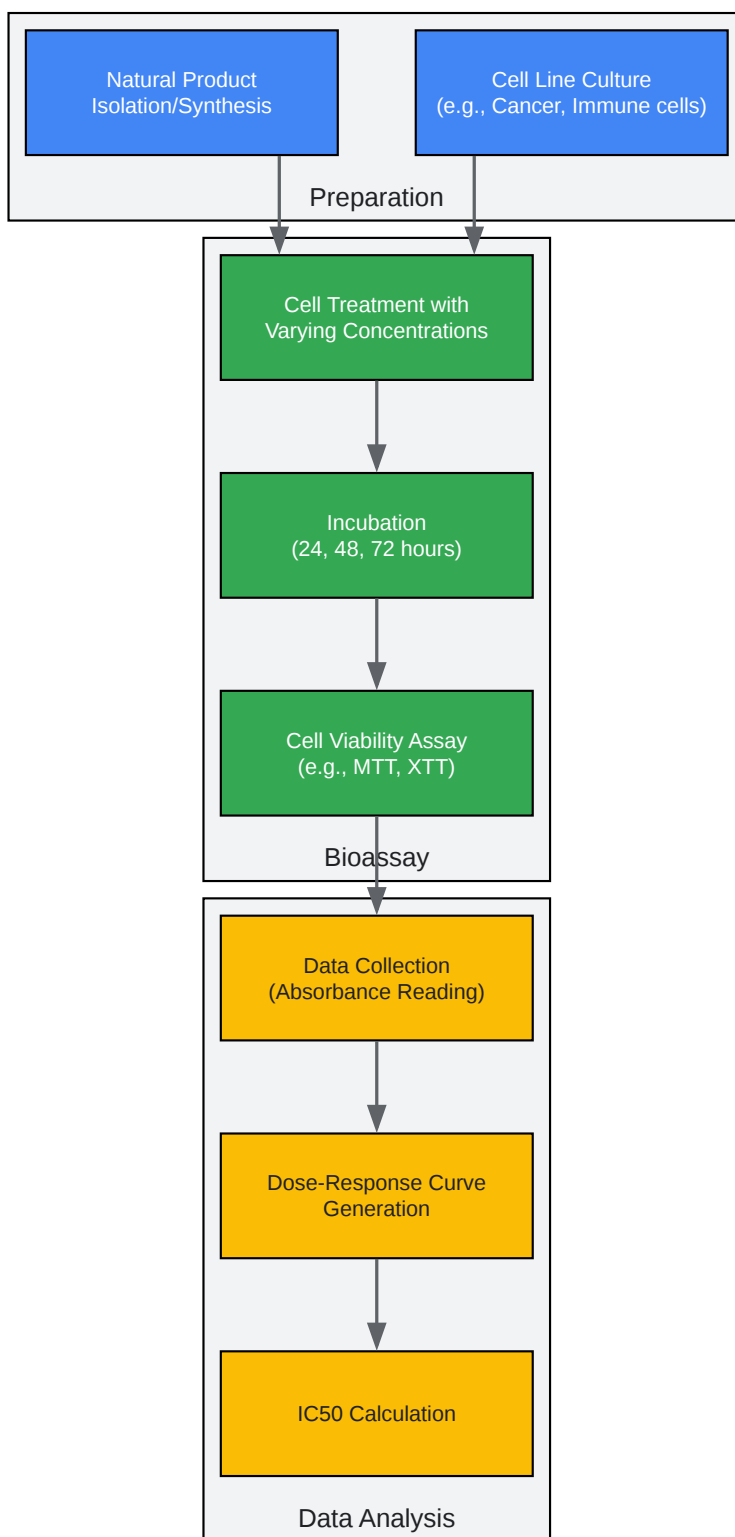 Natural Product
Isolation/Synthesis
Cell Line Culture
(e.g., Cancer, Immune cells)
Preparation
Cell Treatment with
Varying Concentrations
Incubation
(24, 48, 72 hours)
Cell Viability Assay
(e.g., MTT, XTT)
Bioassay
Data Collection
(Absorbance Reading)
Dose-Response Curve
Generation
IC50 Calculation
Data Analysis